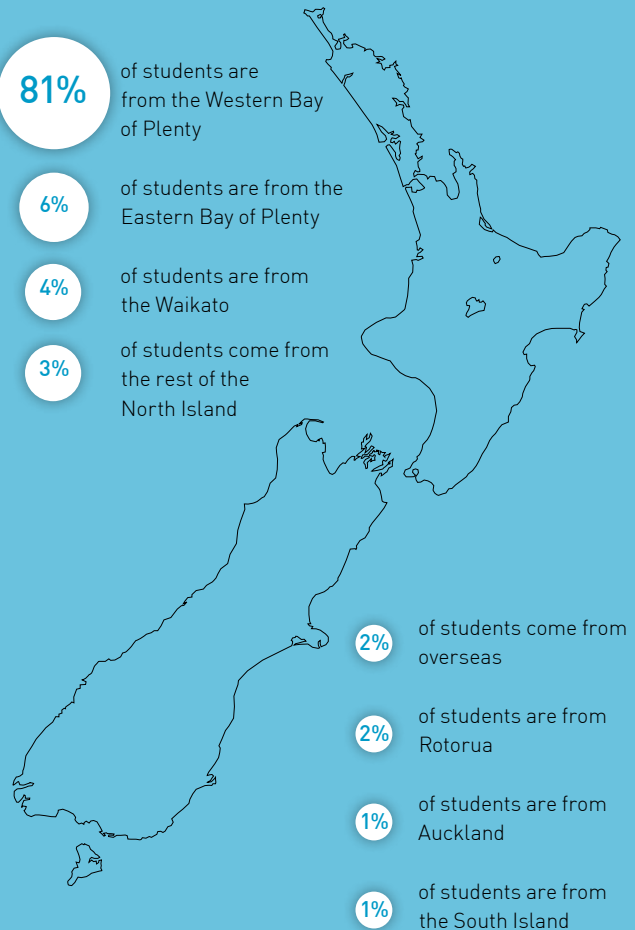 81%
of students are
from the Western Bay
of Plenty
6%
of students are from the
Eastern Bay of Plenty
4%
of students are from
the Waikato
3%
of students come from
the rest of the
North Island
2%
of students come from
overseas
2%
of students are from
Rotorua
1%
of students are from
Auckland
1%
of students are from
the South Island